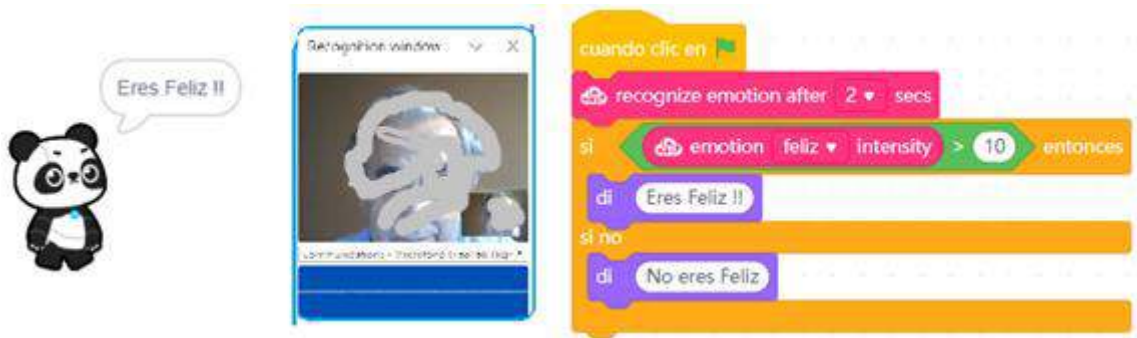 Eres Feliz !!
Recognition window
cuando clic en
recognize emotion after 2 secs
si emotion feliz intensity > 10 entonces
di Eres Feliz !!
si no
di No eres Feliz